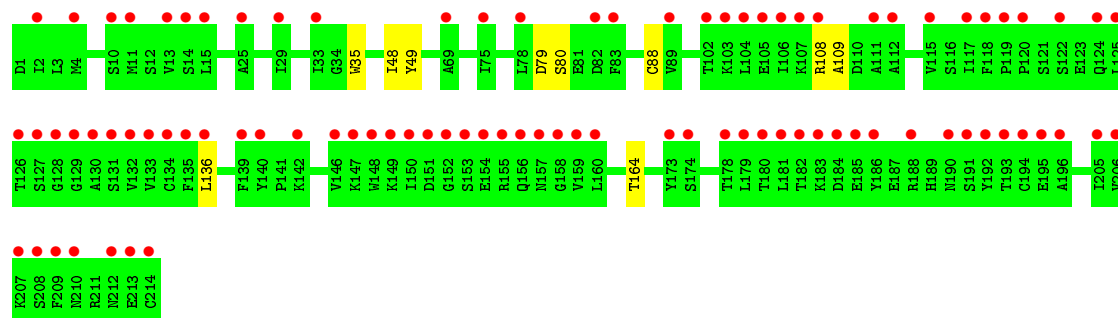 D1 I2 L3 M4 S10 M11 S12 V13 S14 L15 A25 I29 I33 G34 W35 I48 Y49 A69 I75 L78 D79 S80 E81 D82 F83 C88 V89 T102 K103 L104 E105 I106 K107 R108 A109 D110 A111 A112 V115 S116 I117 F118 P119 P120 S121 S122 E123 Q124 L125
T126 S127 G128 G129 A130 S131 V132 V133 C134 F135 L136 F139 Y140 P141 K142 V146 K147 W148 K149 I150 D151 G152 S153 E154 R155 Q156 N157 G158 V159 L160 T164 Y173 S174 T178 L179 T180 L181 T182 K183 D184 E185 Y186 E187 R188 H189 N190 S191 Y192 T193 C194 E195 A196 I205 V206
K207 S208 F209 N210 R211 N212 E213 C214